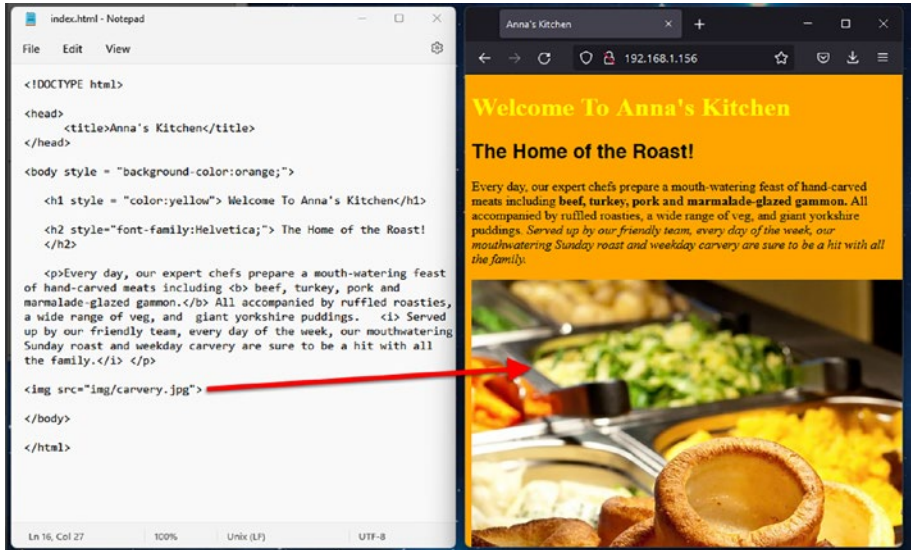 index.html - Notepad
File Edit View
<!DOCTYPE html>
<head>
<title>Anna's Kitchen</title>
</head>
<body style = "background-color:orange;">
<h1 style = "color:yellow"> Welcome To Anna's Kitchen</h1>
<h2 style="font-family:Helvetica;"> The Home of the Roast!
</h2>
<p>Every day, our expert chefs prepare a mouth-watering feast
of hand-carved meats including <b> beef, turkey, pork and
marmalade-glazed gammon.</b> All accompanied by ruffled roasties,
a wide range of veg, and  giant yorkshire puddings.   <i> Served
up by our friendly team, every day of the week, our mouthwatering
Sunday roast and weekday carvery are sure to be a hit with all
the family.</i> </p>
<img src="img/carvery.jpg">
</body>
</html>
Ln 16, Col 27 100% Unix (LF) UTF-8
Anna's Kitchen
192.168.1.156
Welcome To Anna's Kitchen
The Home of the Roast!
Every day, our expert chefs prepare a mouth-watering feast of hand-carved
meats including beef, turkey, pork and marmalade-glazed gammon. All
accompanied by ruffled roasties, a wide range of veg, and giant yorkshire
puddings. Served up by our friendly team, every day of the week, our
mouthwatering Sunday roast and weekday carvery are sure to be a hit with all
the family.